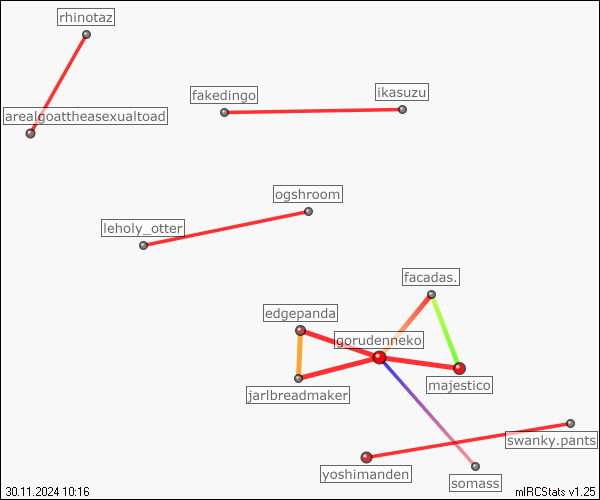 rhinotaz
fakedingo
ikasuzu
arealgoattheasexualtoad
ogshroom
leholy_otter
facadas.
edgepanda
gorudenneko
majestico
jarlbreadmaker
swanky.pants
yoshimanden
somass
30.11.2024 10:16
mIRCStats v1.25